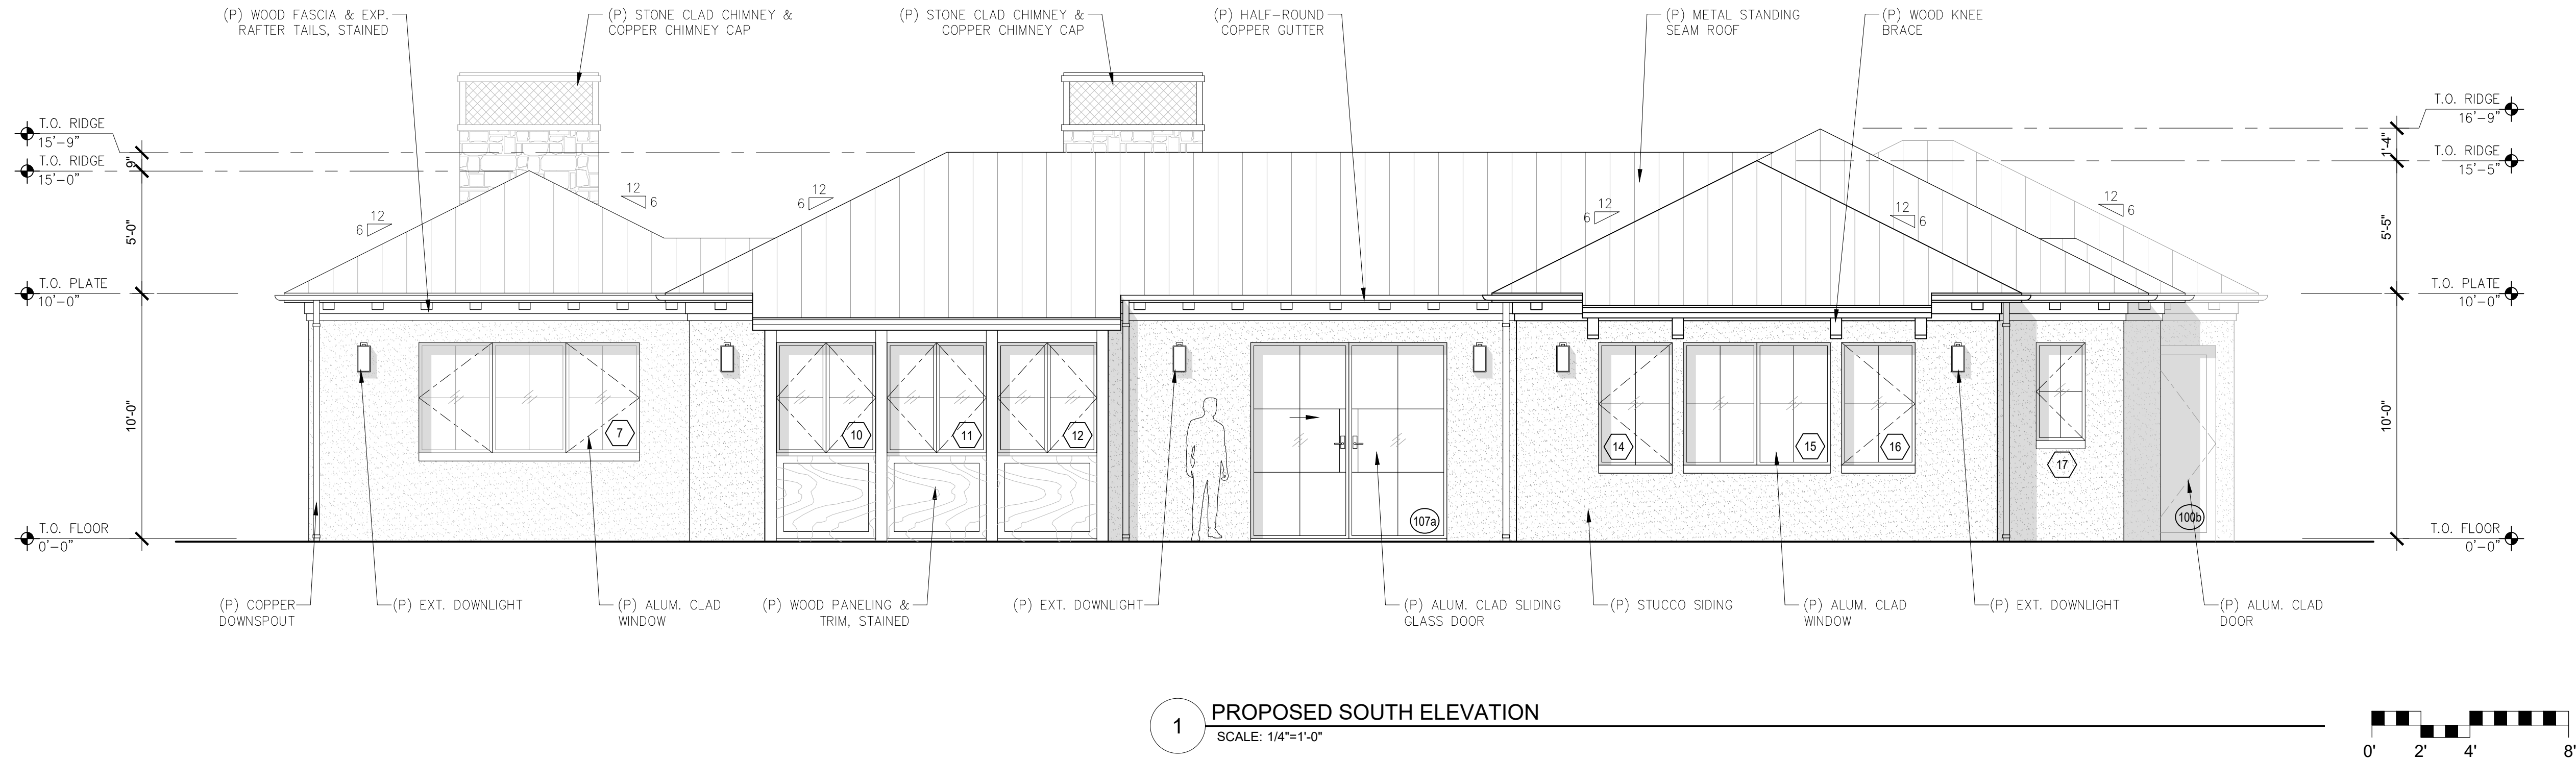 (P) WOOD FASCIA & EXP.
RAFTER TAILS, STAINED
(P) STONE CLAD CHIMNEY &
COPPER CHIMNEY CAP
(P) STONE CLAD CHIMNEY &
COPPER CHIMNEY CAP
(P) HALF-ROUND
COPPER GUTTER
(P) METAL STANDING
SEAM ROOF
(P) WOOD KNEE
BRACE
T.O. RIDGE
15'-9"
T.O. RIDGE
15'-0"
9"
5'-0"
T.O. PLATE
10'-0"
10'-0"
T.O. FLOOR
0'-0"
12
6
12
6
12
6
12
6
12
6
12
6
T.O. RIDGE
16'-9"
1'-4"
T.O. RIDGE
15'-5"
5'-5"
T.O. PLATE
10'-0"
10'-0"
T.O. FLOOR
0'-0"
7
10
11
12
107a
14
15
16
17
100b
(P) COPPER
DOWNSPOUT
(P) EXT. DOWNLIGHT
(P) ALUM. CLAD
WINDOW
(P) WOOD PANELING &
TRIM, STAINED
(P) EXT. DOWNLIGHT
(P) ALUM. CLAD SLIDING
GLASS DOOR
(P) STUCCO SIDING
(P) ALUM. CLAD
WINDOW
(P) EXT. DOWNLIGHT
(P) ALUM. CLAD
DOOR
1
PROPOSED SOUTH ELEVATION
SCALE: 1/4"=1'-0"
0' 2' 4' 8'